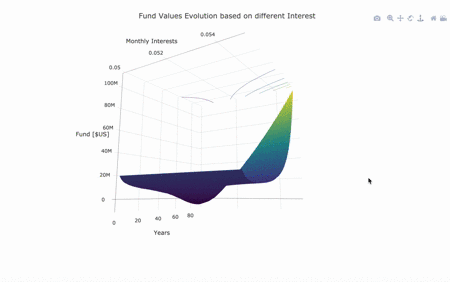 Fund Values Evolution based on different Interest
Monthly Interests
0.054
0.052
0.05
100M
80M
60M
Fund [$US]
40M
20M
0
0
20
40
60
80
Years